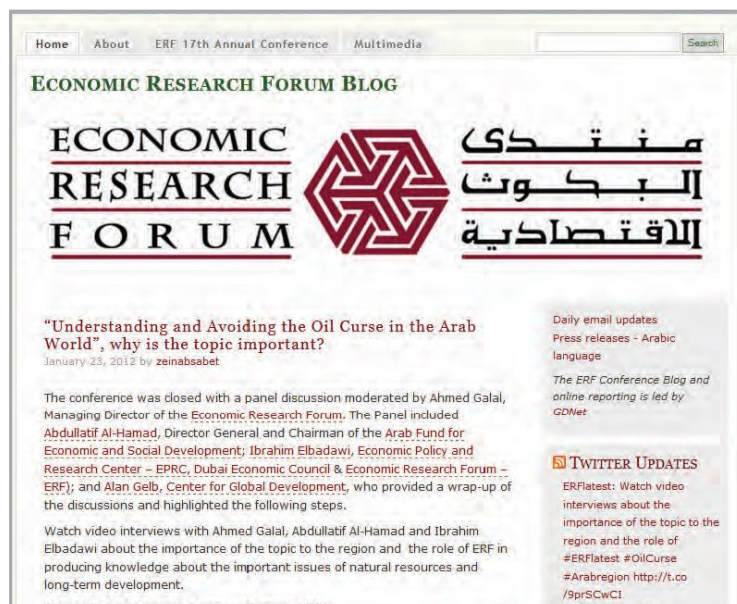 Home About ERF 17th Annual Conference Multimedia
Search
ECONOMIC RESEARCH FORUM BLOG
ECONOMIC
RESEARCH
FORUM
منتدى
البحوث
الاقتصادية
“Understanding and Avoiding the Oil Curse in the Arab
World”, why is the topic important?
January 23, 2012 by zeinabsabet
The conference was closed with a panel discussion moderated by Ahmed Galal,
Managing Director of the Economic Research Forum. The Panel included
Abdullatif Al-Hamad, Director General and Chairman of the Arab Fund for
Economic and Social Development; Ibrahim Elbadawi, Economic Policy and
Research Center – EPRC, Dubai Economic Council & Economic Research Forum –
ERF); and Alan Gelb, Center for Global Development, who provided a wrap-up of
the discussions and highlighted the following steps.
Watch video interviews with Ahmed Galal, Abdullatif Al-Hamad and Ibrahim
Elbadawi about the importance of the topic to the region and the role of ERF in
producing knowledge about the important issues of natural resources and
long-term development.
Daily email updates
Press releases - Arabic
language
The ERF Conference Blog and
online reporting is led by
GDNet
TWITTER UPDATES
ERFlatest: Watch video
interviews about the
importance of the topic to the
region and the role of
#ERFlatest #OilCurse
#Arabregion http://t.co
/9prSCwCI